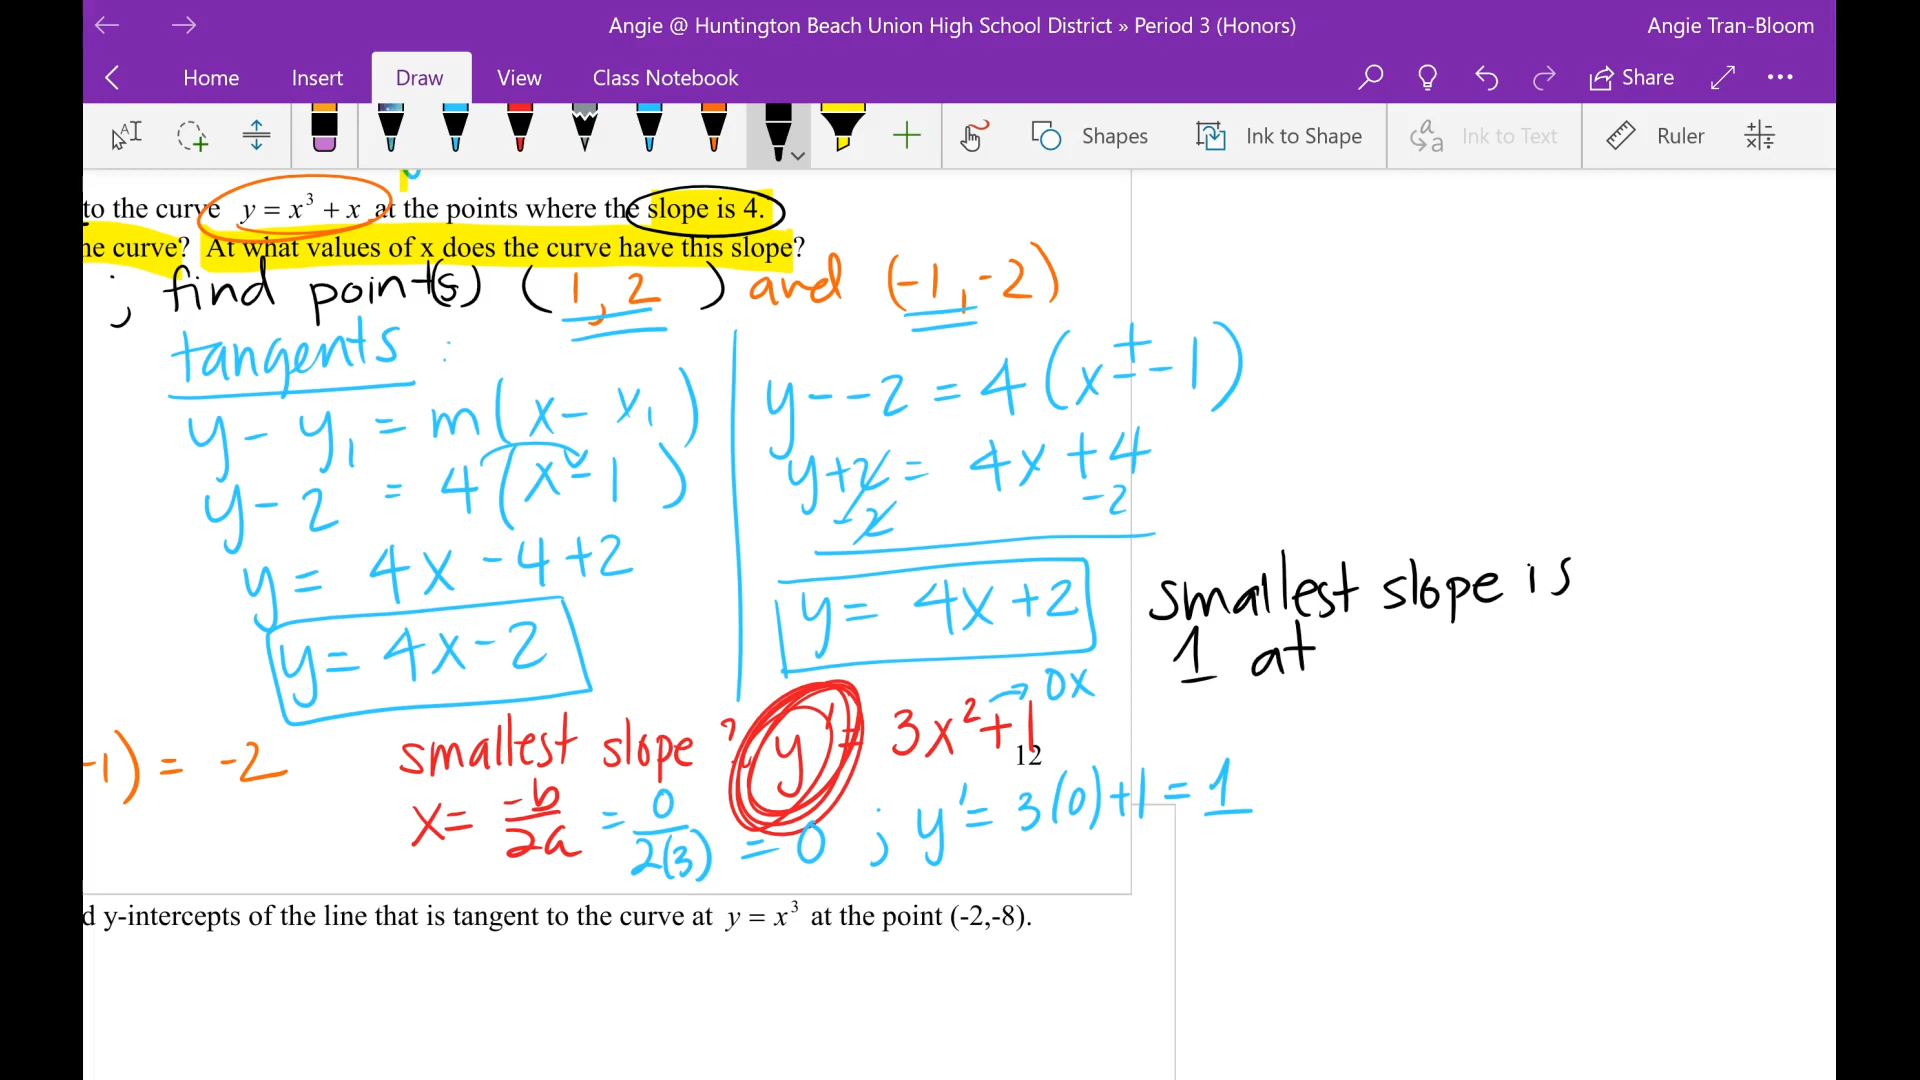 Angie @ Huntington Beach Union High School District » Period 3 (Honors)
Angie Tran-Bloom
Home Insert Draw View Class Notebook
Share
Shapes Ink to Shape Ink to Text Ruler
to the curve y = x³ + x at the points where the slope is 4.
he curve? At what values of x does the curve have this slope?
; find point(s) (1, 2) and (-1, -2)
tangents :
y - y₁ = m(x - x₁)
y - 2 = 4(x - 1)
y = 4x - 4 + 2
y = 4x - 2
y - -2 = 4(x + - -1)
y + 2 = 4x + 4
-2 -2
y = 4x + 2
smallest slope is
1 at
-1) = -2
smallest slope ? y' = 3x² + 1
0x
12
x = -b/2a = 0/2(3) = 0 ; y' = 3(0) + 1 = 1
d y-intercepts of the line that is tangent to the curve at y = x³ at the point (-2,-8).